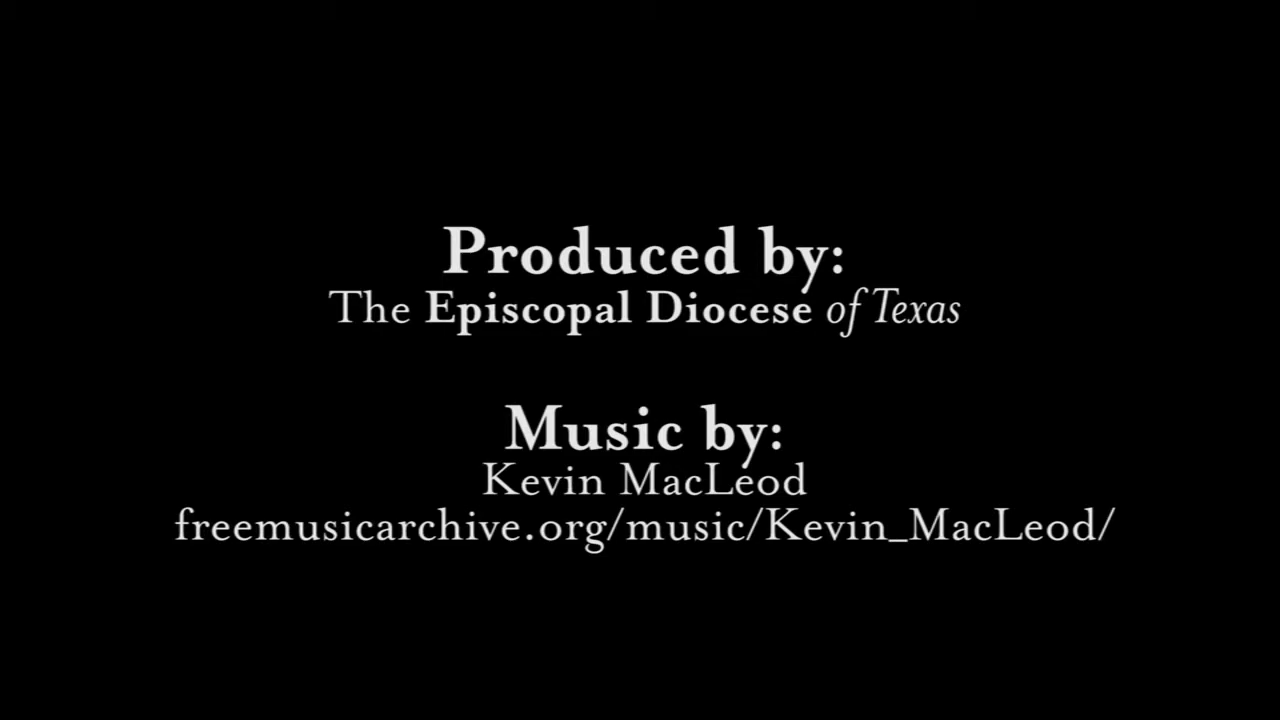 Produced by:
The Episcopal Diocese of Texas
Music by:
Kevin MacLeod
freemusicarchive.org/music/Kevin_MacLeod/